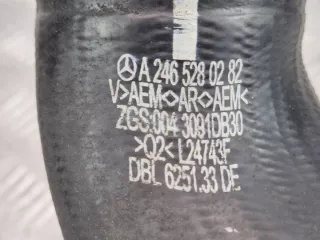 A 246 528 02 82
V>AEM<>AR<>AEM<
ZGS:004 3091DB30
>Q2< L24743F
DBL 6251.33 DE